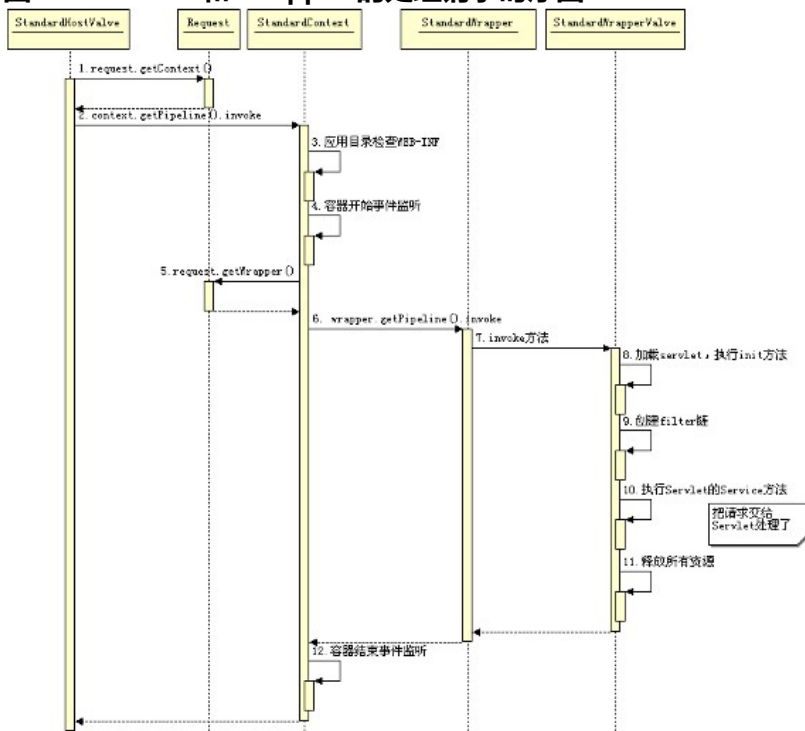 StandardHostValve Request StandardContext StandardWrapper StandardWrapperValve
1.request.getContext()
2.context.getPipeline().invoke
3.应用目录检查WEB-INF
4.容器开始事件监听
5.request.getWrapper()
6. wrapper.getPipeline().invoke
7.invoke方法
8.加载servlet，执行init方法
9.创建filter链
10.执行Servlet的Service方法
把请求交给
Servlet处理了
11.释放所有资源
12.容器结束事件监听